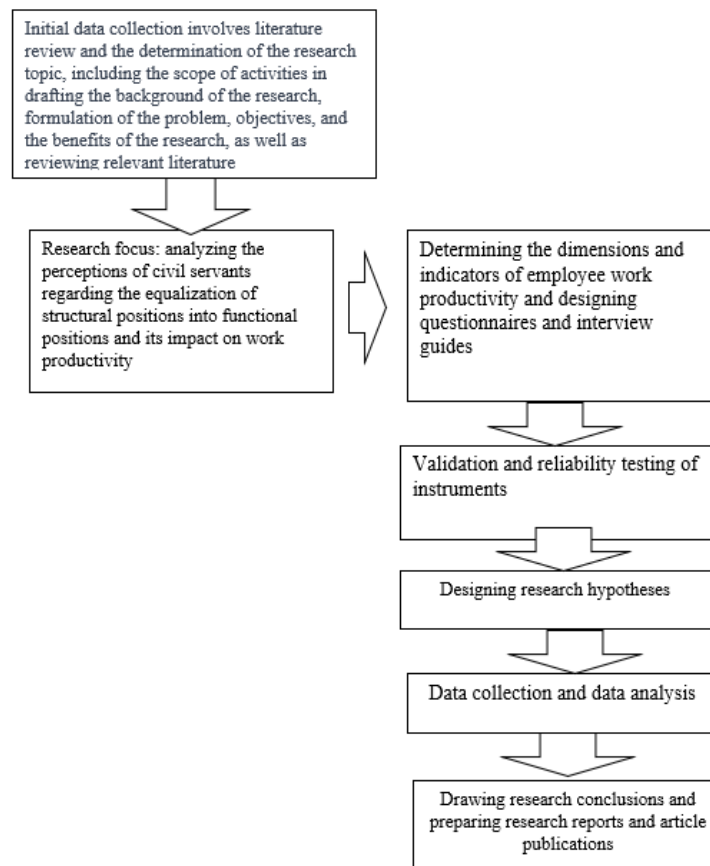 Initial data collection involves literature
review and the determination of the research
topic, including the scope of activities in
drafting the background of the research,
formulation of the problem, objectives, and
the benefits of the research, as well as
reviewing relevant literature
Research focus: analyzing the
perceptions of civil servants
regarding the equalization of
structural positions into functional
positions and its impact on work
productivity
Determining the dimensions and
indicators of employee work
productivity and designing
questionnaires and interview
guides
Validation and reliability testing of
instruments
Designing research hypotheses
Data collection and data analysis
Drawing research conclusions and
preparing research reports and article
publications